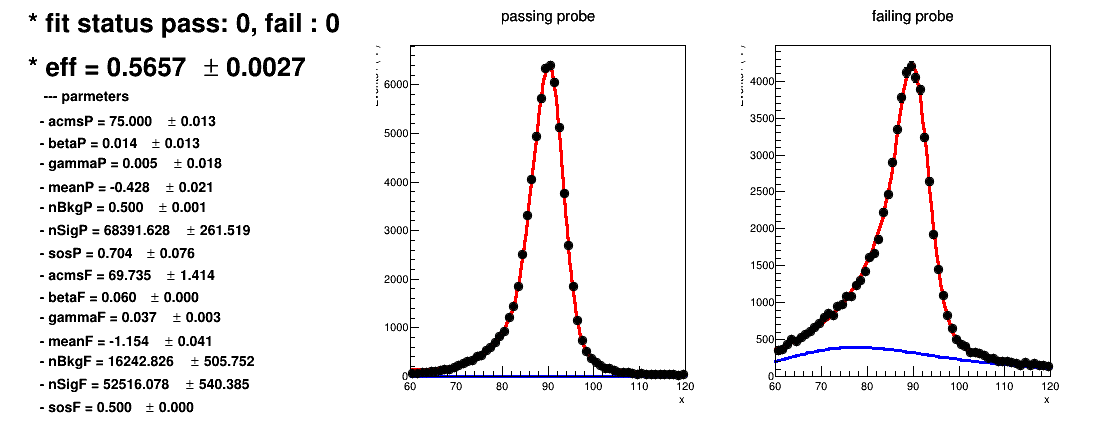 * fit status pass: 0, fail : 0
* eff = 0.5657 ± 0.0027
--- parmeters
- acmsP = 75.000 ± 0.013
- betaP = 0.014 ± 0.013
- gammaP = 0.005 ± 0.018
- meanP = -0.428 ± 0.021
- nBkgP = 0.500 ± 0.001
- nSigP = 68391.628 ± 261.519
- sosP = 0.704 ± 0.076
- acmsF = 69.735 ± 1.414
- betaF = 0.060 ± 0.000
- gammaF = 0.037 ± 0.003
- meanF = -1.154 ± 0.041
- nBkgF = 16242.826 ± 505.752
- nSigF = 52516.078 ± 540.385
- sosF = 0.500 ± 0.000
passing probe
6000
5000
4000
3000
2000
1000
0
60 70 80 90 100 110 120
x
failing probe
4000
3500
3000
2500
2000
1500
1000
500
0
60 70 80 90 100 110 120
x